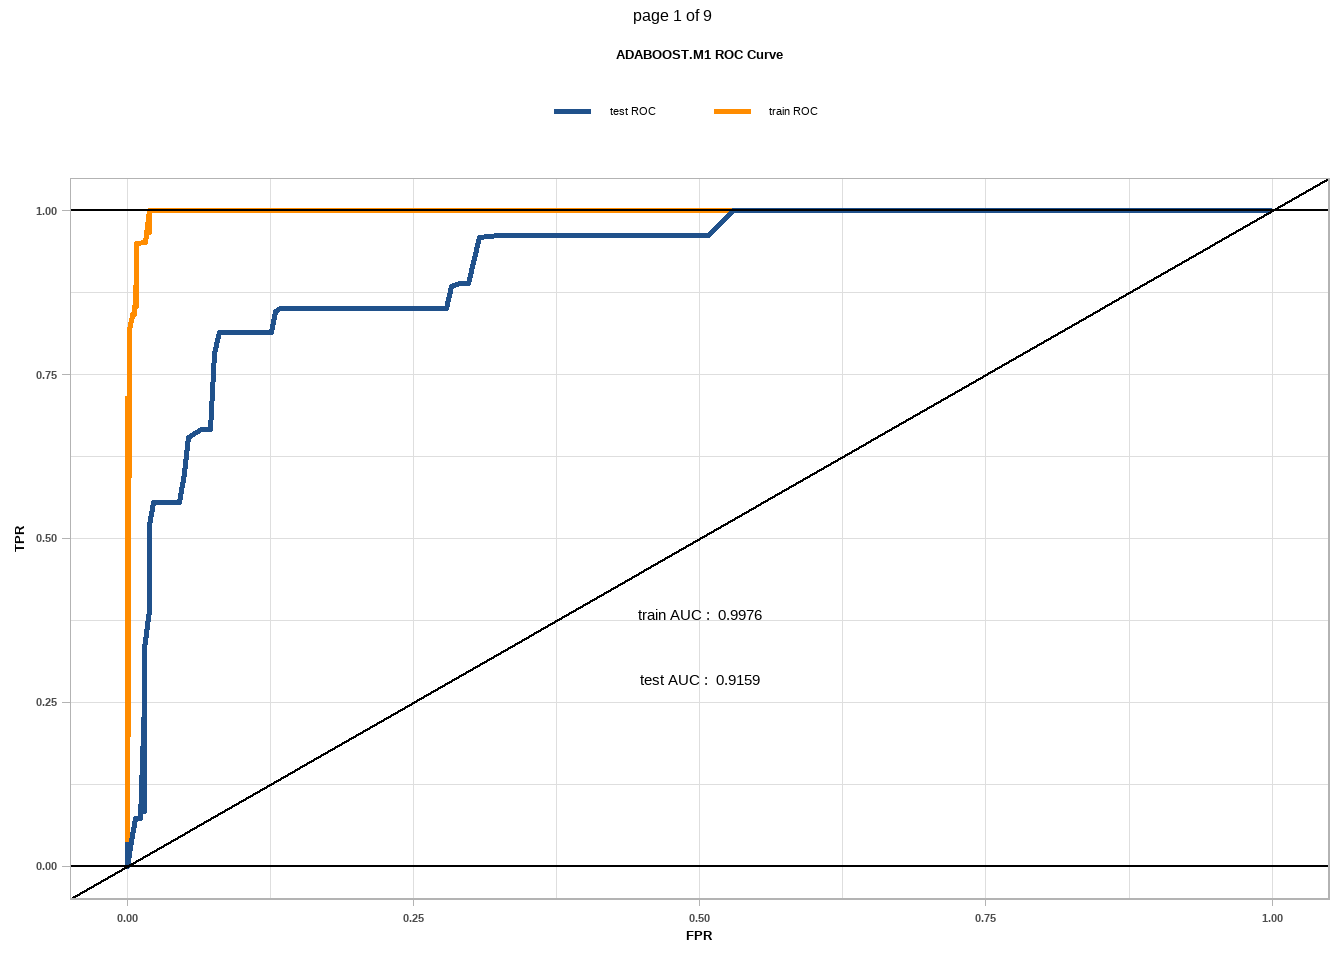 page 1 of 9
ADABOOST.M1 ROC Curve
test ROC
train ROC
1.00
0.75
0.50
0.25
0.00
TPR
train AUC :  0.9976
test AUC :  0.9159
0.00
0.25
0.50
0.75
1.00
FPR